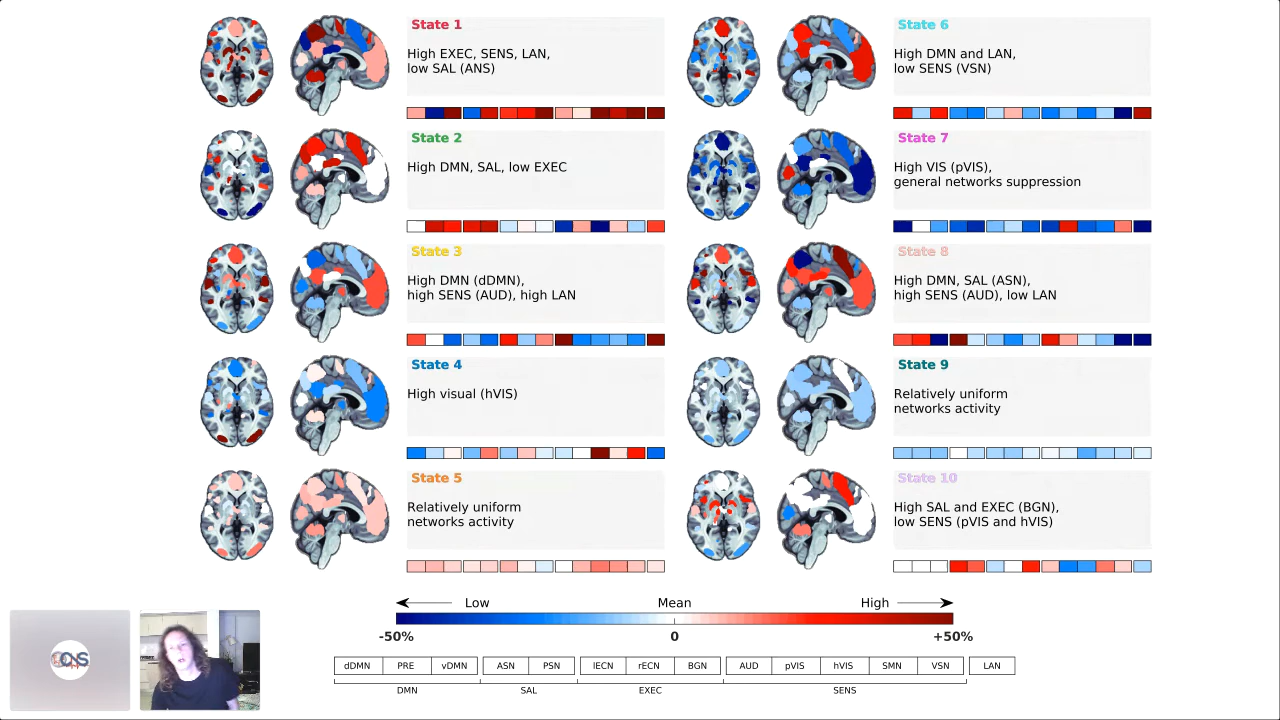 State 1
High EXEC, SENS, LAN,
low SAL (ANS)
State 2
High DMN, SAL, low EXEC
State 3
High DMN (dDMN),
high SENS (AUD), high LAN
State 4
High visual (hVIS)
State 5
Relatively uniform
networks activity
State 6
High DMN and LAN,
low SENS (VSN)
State 7
High VIS (pVIS),
general networks suppression
State 8
High DMN, SAL (ASN),
high SENS (AUD), low LAN
State 9
Relatively uniform
networks activity
State 10
High SAL and EXEC (BGN),
low SENS (pVIS and hVIS)
Low Mean High
-50% 0 +50%
dDMN PRE vDMN ASN PSN lECN rECN BGN AUD pVIS hVIS SMN VSN LAN
DMN SAL EXEC SENS